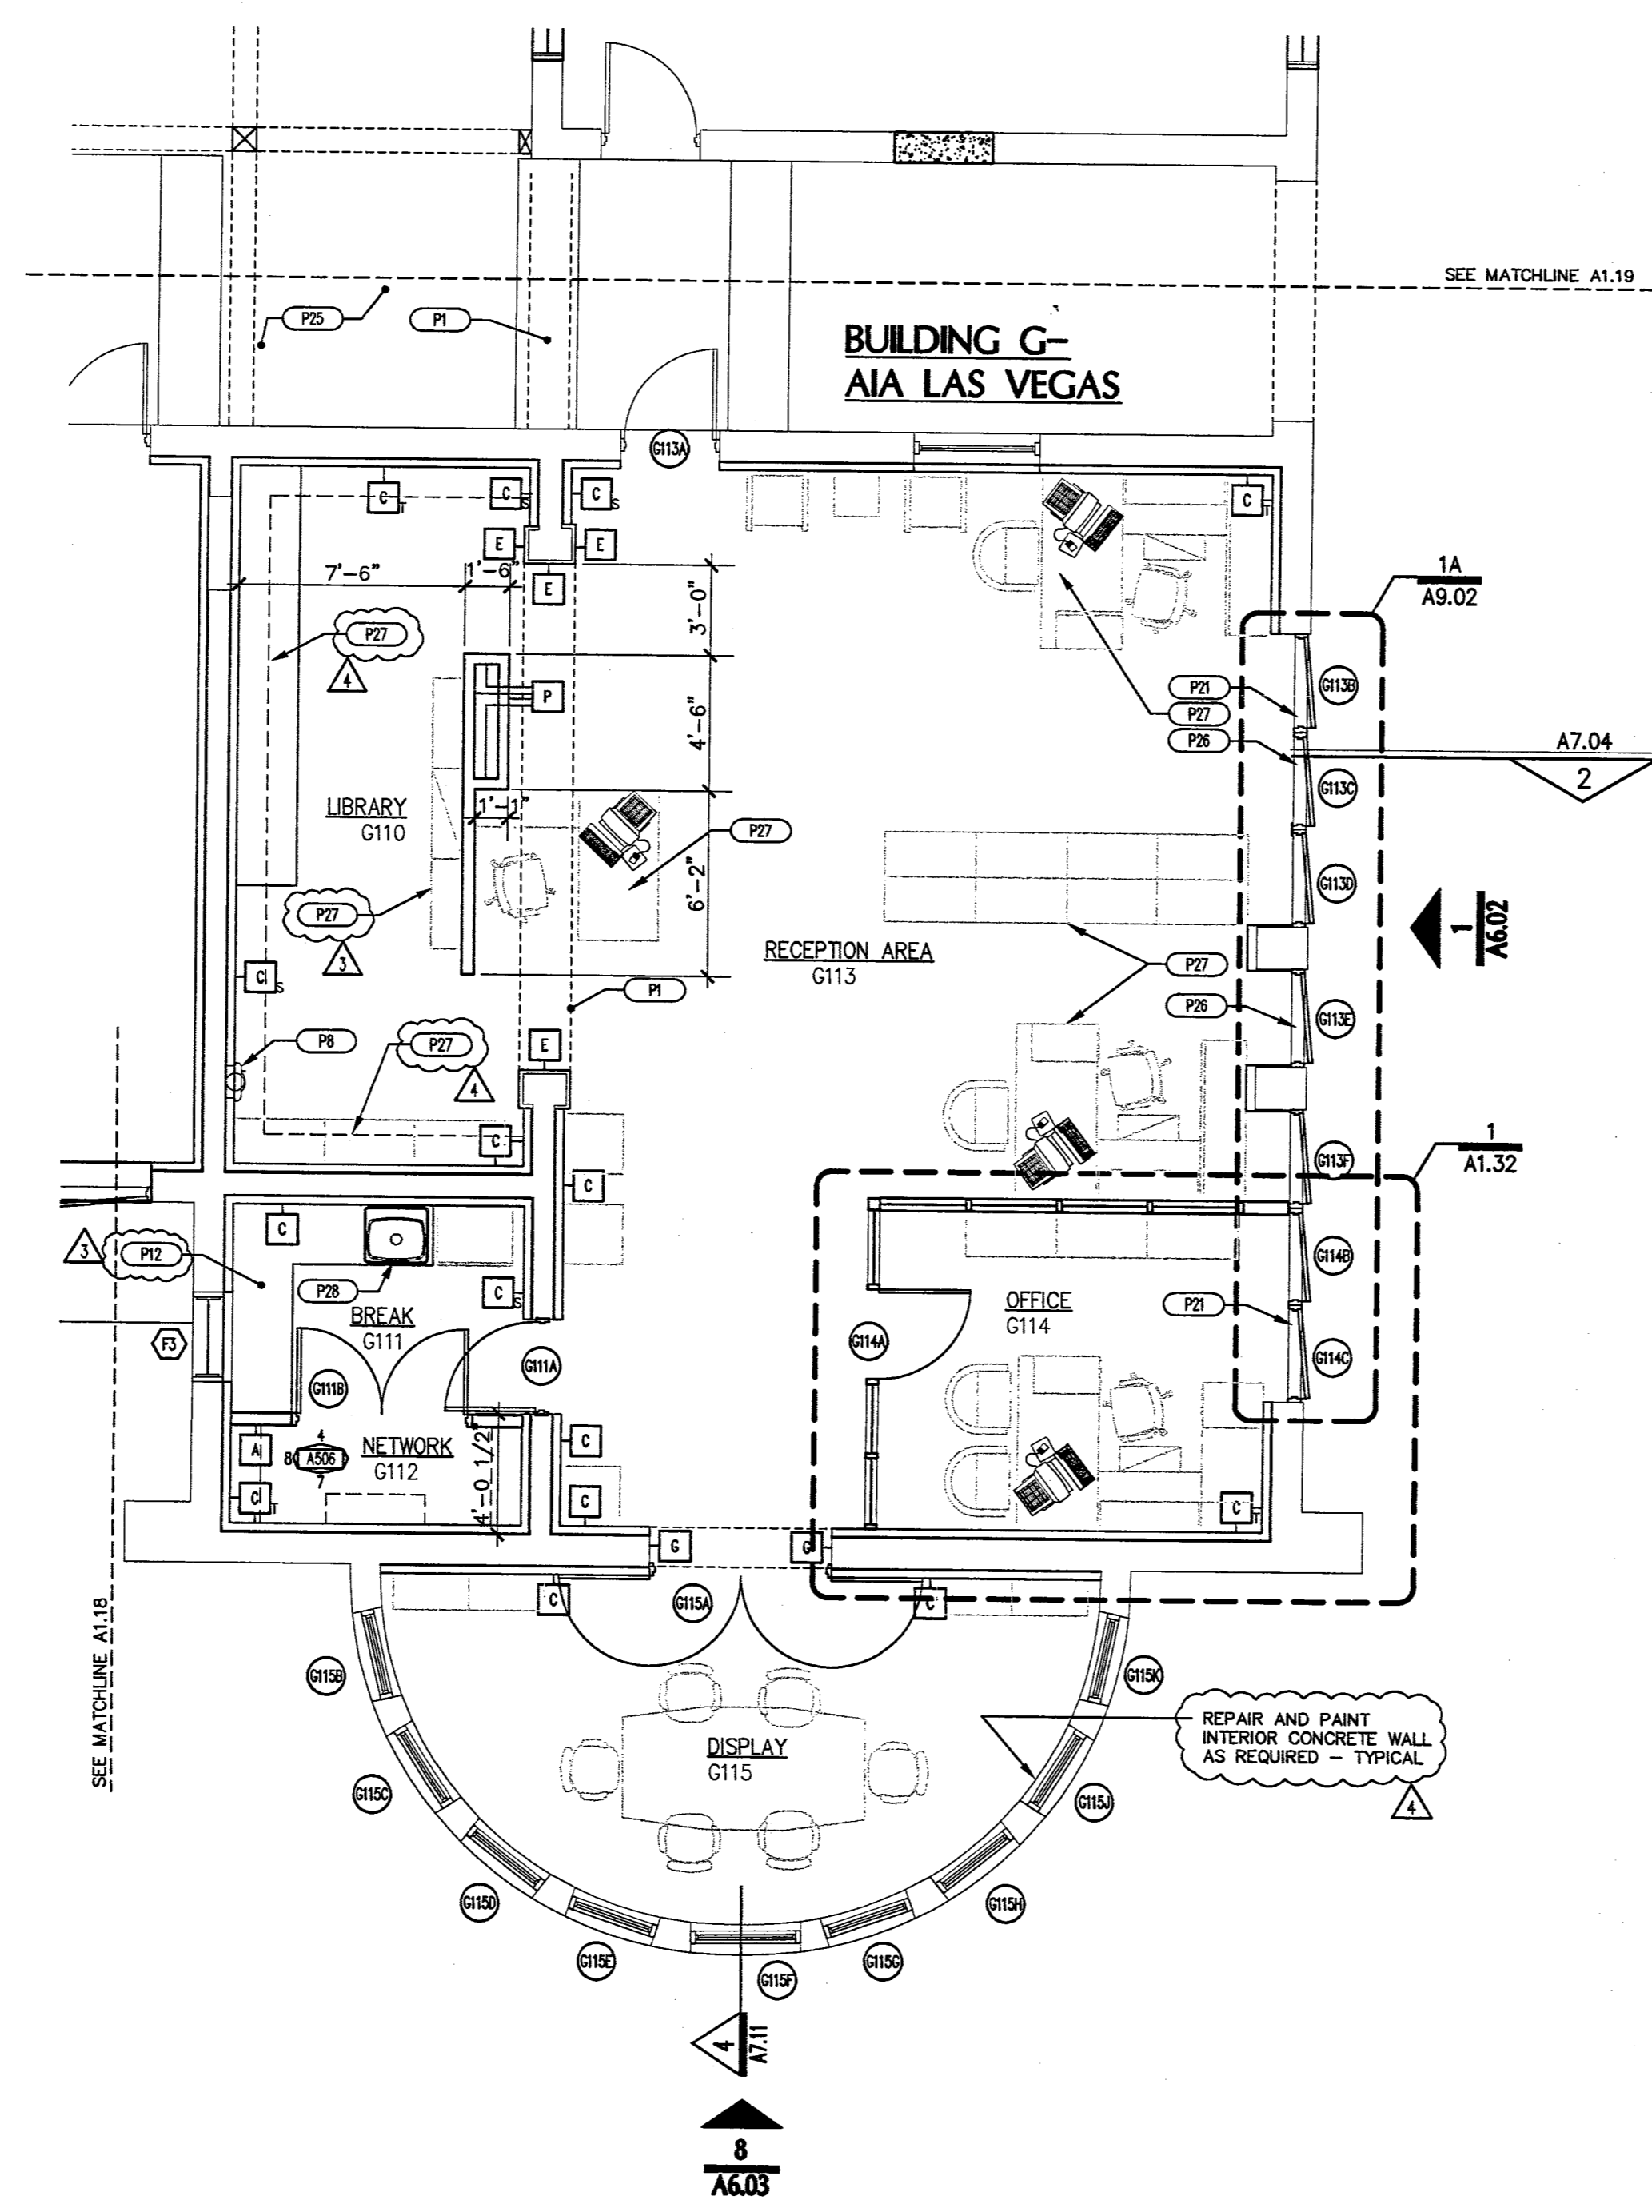 SEE MATCHLINE A1.19
P25
P1
BUILDING G-
AIA LAS VEGAS
G113A
C T
C S
C S
C T
E
E
E
7'-6"
1'-6"
3'-0"
1A
A9.02
P27
4
P
4'-6"
P21
P27
P26
G113B
A7.04
2
G113C
LIBRARY
G110
1'-1"
P27
6'-2"
G113D
P27
3
1
A6.02
RECEPTION AREA
G113
P27
C S
P1
P26
G113E
P8
P27
4
E
C
1
A1.32
G113F
C
3
P12
C
P28
C S
BREAK
G111
F3
G111A
G111B
OFFICE
G114
P21
G114A
G114B
G114C
A
4
8
A506
7
NETWORK
G112
C T
4'-0 1/2"
C
C
C T
G
G
C
G115A
C
SEE MATCHLINE A1.18
G115B
G115K
REPAIR AND PAINT
INTERIOR CONCRETE WALL
AS REQUIRED - TYPICAL
4
DISPLAY
G115
G115C
G115J
G115D
G115H
G115E
G115G
G115F
4
A7.11
8
A6.03